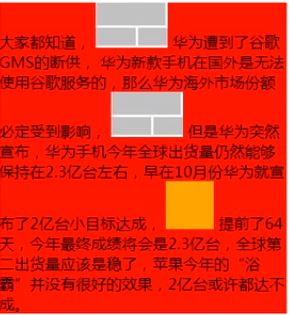 大家都知道， 华为遭到了谷歌
GMS的断供， 华为新款手机在国外是无法
使用谷歌服务的，那么华为海外市场份额
必定受到影响， 但是华为突然
宣布，华为手机今年全球出货量仍然能够
保持在2.3亿台左右，早在10月份华为就宣
布了2亿台小目标达成， 提前了64
天，今年最终成绩将会是2.3亿台，全球第
二出货量应该是稳了，苹果今年的“浴
霸”并没有很好的效果，2亿台或许都达不
成。